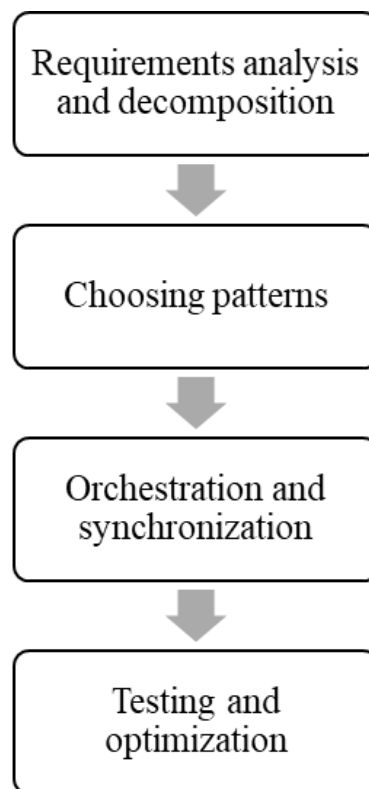 Requirements analysis
and decomposition
Choosing patterns
Orchestration and
synchronization
Testing and
optimization